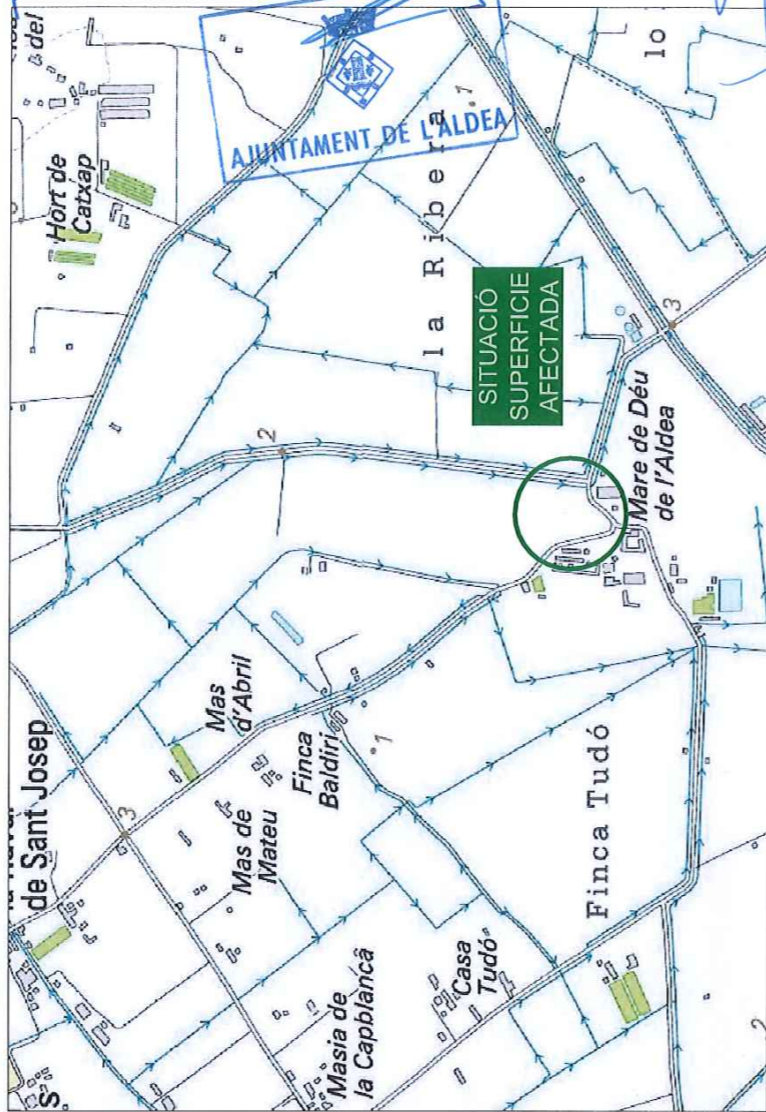 S
de Sant Josep
del
3
Hort de
Catxap
Mas
d'Abril
Mas de
Mateu
Masia de
la Capblanca
Finca
Baldiri
1
2
AJUNTAMENT DE L'ALDEA
Casa
Tudó
la Ribera
1
SITUACIÓ
SUPERFICIE
AFECTADA
Finca Tudó
Mare de Déu
de l'Aldea
3
lo
2